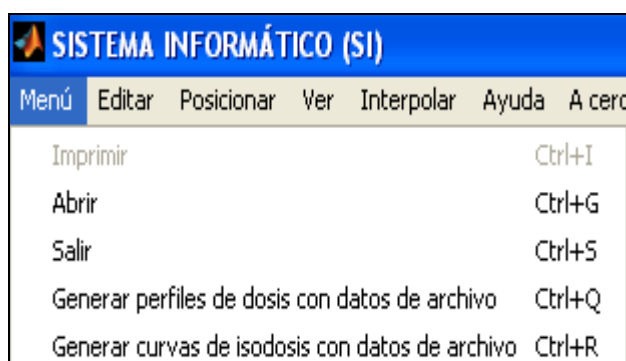 SISTEMA INFORMÁTICO (SI)
Menú Editar Posicionar Ver Interpolar Ayuda A cerc
Imprimir Ctrl+I
Abrir Ctrl+G
Salir Ctrl+S
Generar perfiles de dosis con datos de archivo Ctrl+Q
Generar curvas de isodosis con datos de archivo Ctrl+R